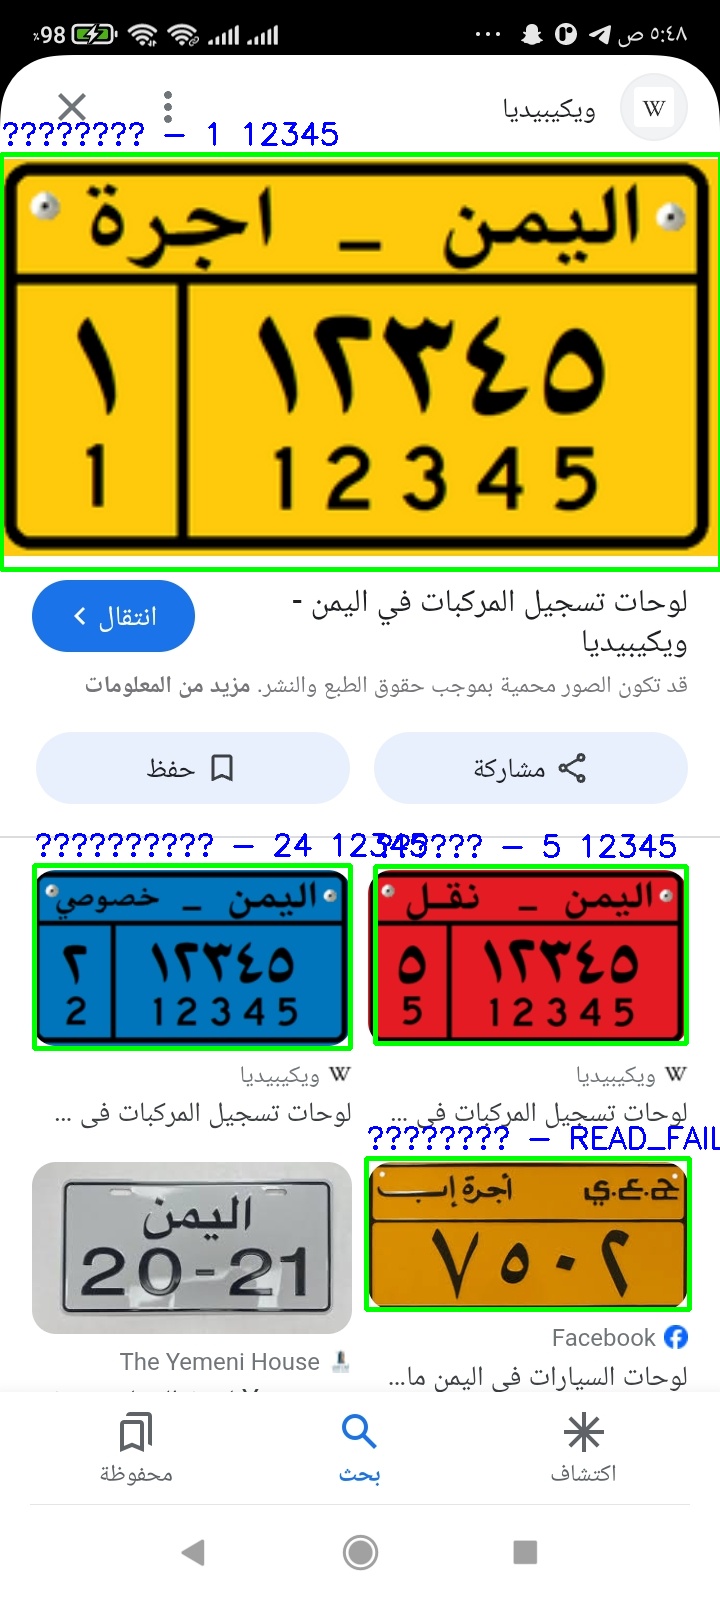 ٪98 ... ٥:٤٨ ص
ويكيبيديا W
???????? – 1 12345
اليمن _ اجرة
١ ١٢٣٤٥
1 12345
لوحات تسجيل المركبات في اليمن -
ويكيبيديا
انتقال
قد تكون الصور محمية بموجب حقوق الطبع والنشر. مزيد من المعلومات
مشاركة
حفظ
?????????? – 24 12345
?????? – 5 12345
اليمن _ نقل
٥ ١٢٣٤٥
5 12345
اليمن _ خصوصي
٢ ١٢٣٤٥
2 12345
W ويكيبيديا
لوحات تسجيل المركبات في ...
W ويكيبيديا
لوحات تسجيل المركبات في ...
???????? – READ_FAIL
ج.ع.ي أجرة إب
٧٥٠٢
اليمن
20-21
Facebook
لوحات السيارات في اليمن ما...
The Yemeni House
اكتشاف
بحث
محفوظة